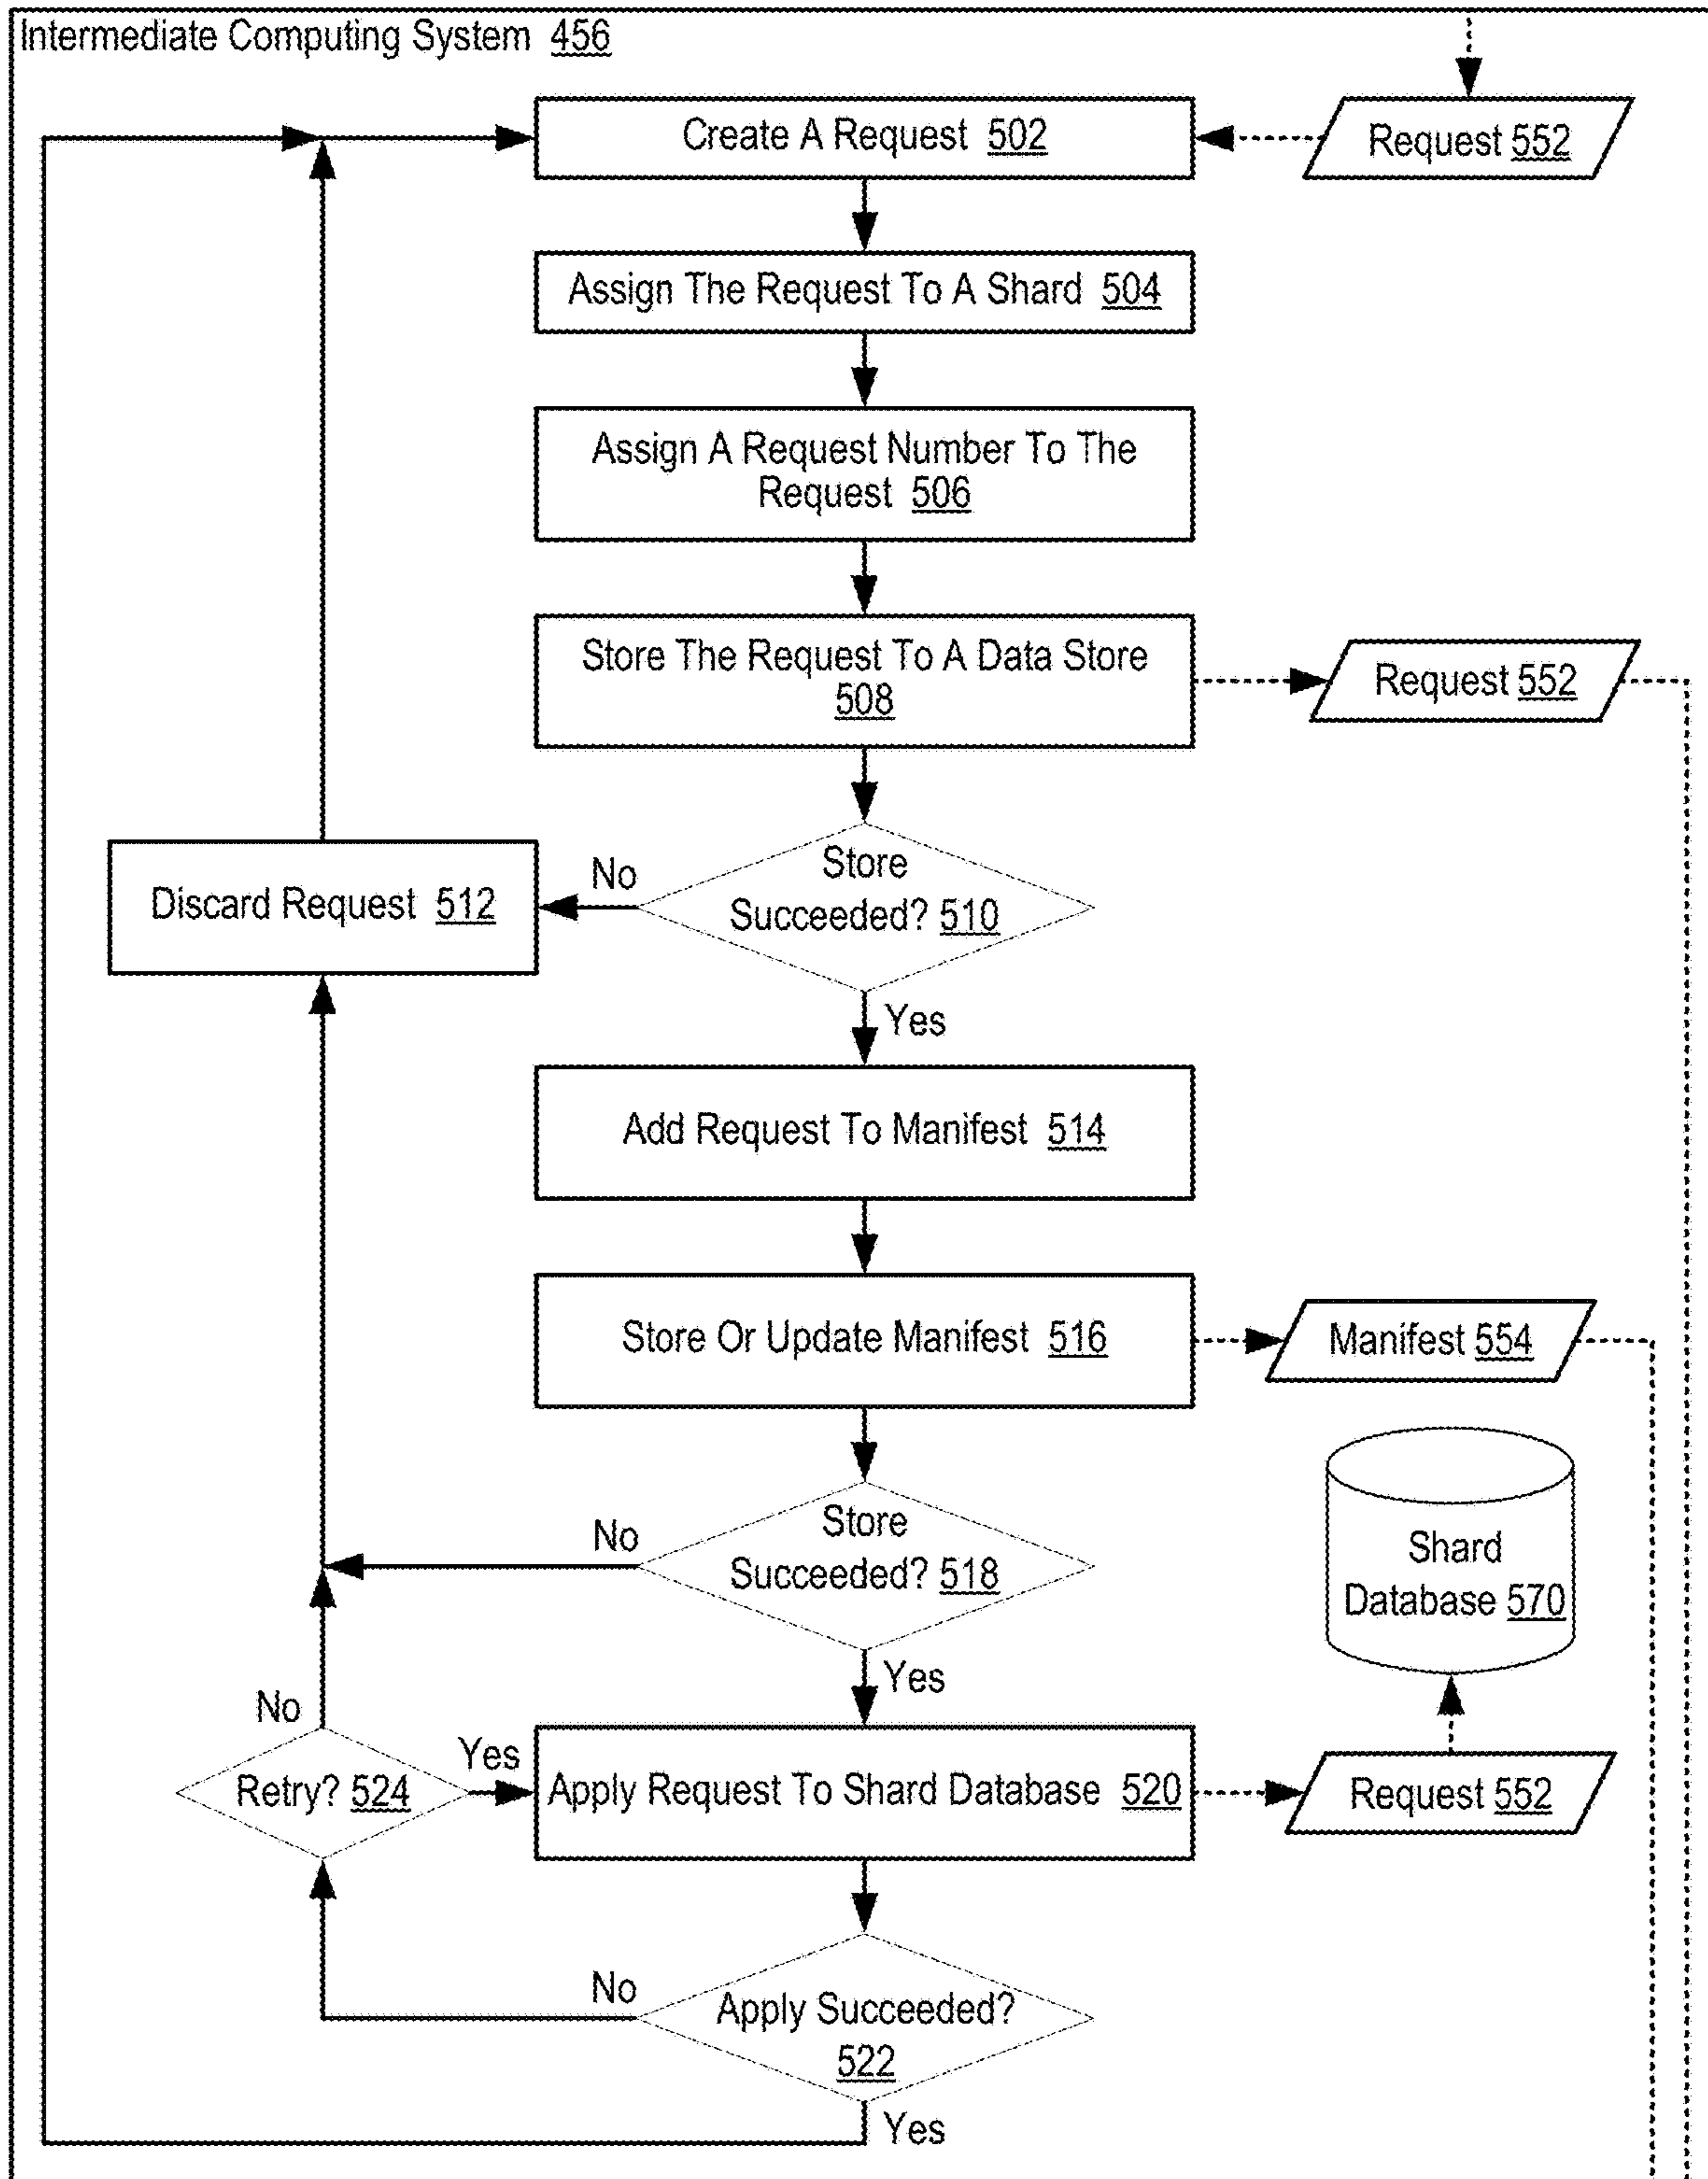 Intermediate Computing System 456
Create A Request 502
Request 552
Assign The Request To A Shard 504
Assign A Request Number To The
Request 506
Store The Request To A Data Store
508
Request 552
Store
Succeeded? 510
No
Discard Request 512
Yes
Add Request To Manifest 514
Store Or Update Manifest 516
Manifest 554
Store
Succeeded? 518
No
Shard
Database 570
Yes
No
Retry? 524
Yes
Apply Request To Shard Database 520
Request 552
No
Apply Succeeded?
522
Yes